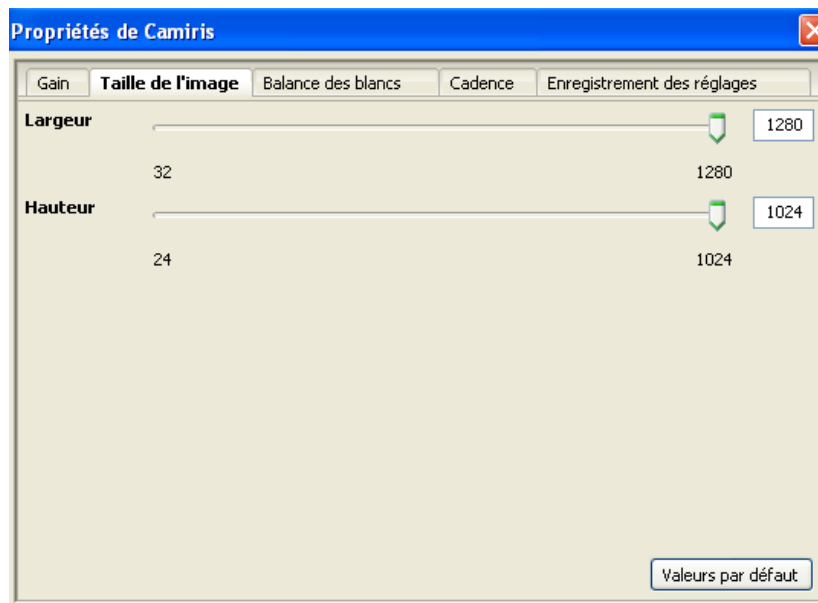 Propriétés de Camiris
Gain Taille de l'image Balance des blancs Cadence Enregistrement des réglages
Largeur 1280
32 1280
Hauteur 1024
24 1024
Valeurs par défaut